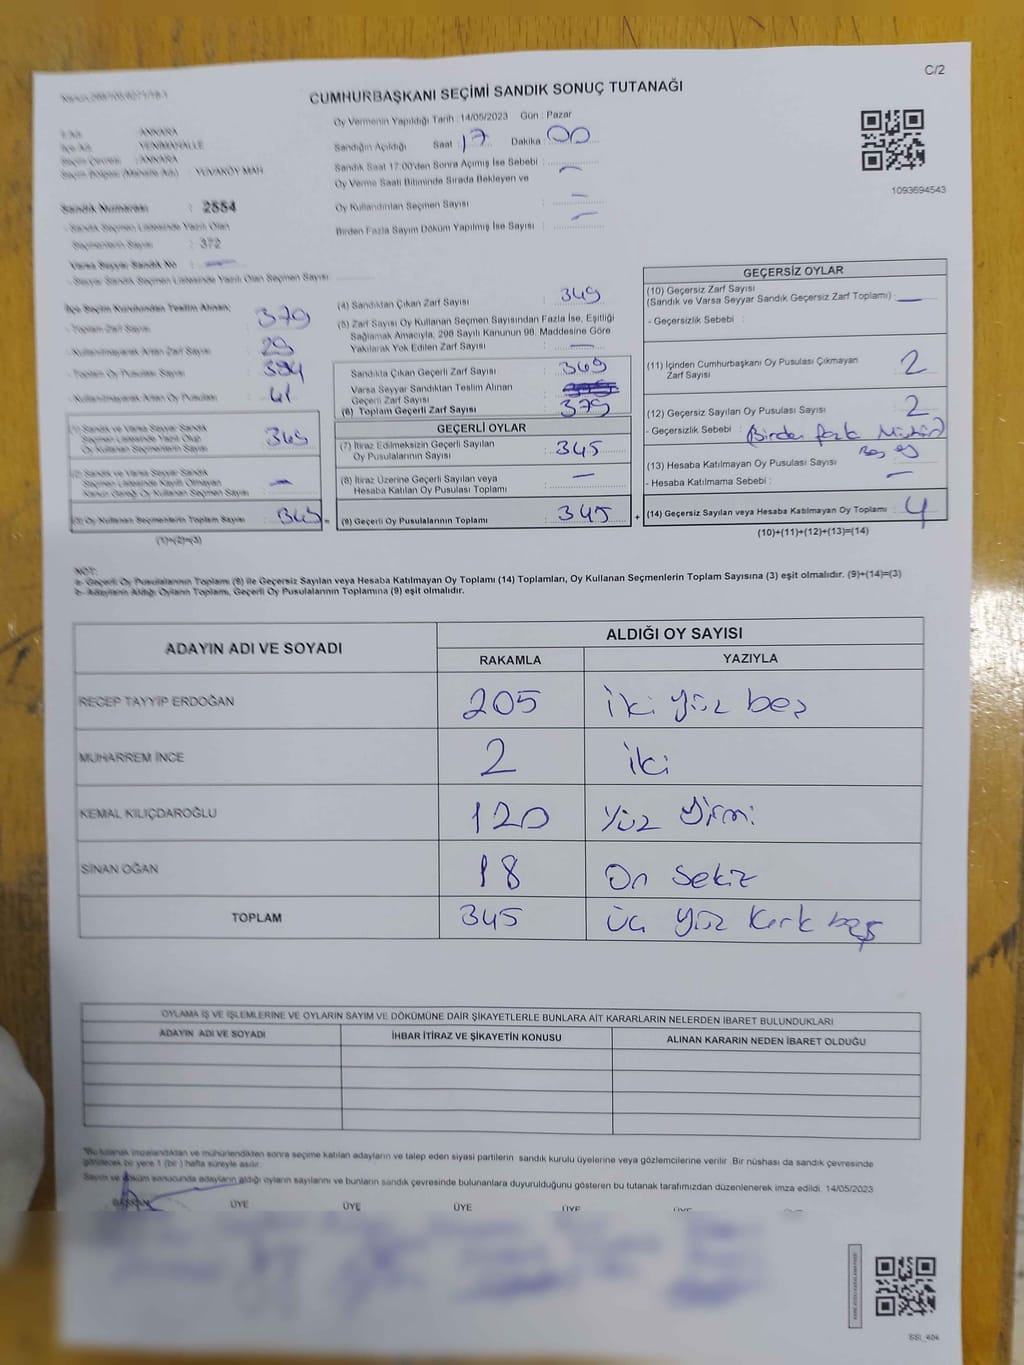 C/2
CUMHURBAŞKANI SEÇİMİ SANDIK SONUÇ TUTANAĞI
Oy Vermenin Yapıldığı Tarih : 14/05/2023 Gün : Pazar
İl Adı : ANKARA
İlçe Adı : YENİMAHALLE
Seçim Çevresi : ANKARA
Seçim Bölgesi (Mahalle Adı) : YUVAKÖY MAH
Sandık Numarası : 2554
- Sandık Seçmen Listesinde Yazılı Olan
Seçmenlerin Sayısı : 372
Varsa Seyyar Sandık No : —
- Seyyar Sandık Seçmen Listesinde Yazılı Olan Seçmen Sayısı
Sandığın Açıldığı Saat : 17 Dakika : 00
Sandık Saat 17:00'den Sonra Açılmış İse Sebebi :
Oy Verme Saati Bitiminde Sırada Bekleyen ve : —
Oy Kullandırılan Seçmen Sayısı : —
Birden Fazla Sayım Döküm Yapılmış İse Sayısı : —
1093694543
İlçe Seçim Kurulundan Teslim Alınan;
- Toplam Zarf Sayısı 379
- Kullanılmayarak Artan Zarf Sayısı
- Toplam Oy Pusulası Sayısı
- Kullanılmayarak Artan Oy Pusulası 41
(1) Sandık ve Varsa Seyyar Sandık
Seçmen Listesinde Yazılı Olup
Oy Kullanan Seçmenlerin Sayısı :
(2) Sandık ve Varsa Seyyar Sandık
Seçmen Listesinde Kayıtlı Olmayan
Kanun Gereği Oy Kullanan Seçmen Sayısı : —
(3) Oy Kullanan Seçmenlerin Toplam Sayısı :
(1)+(2)=(3)
(4) Sandıktan Çıkan Zarf Sayısı : 349
(5) Zarf Sayısı Oy Kullanan Seçmen Sayısından Fazla İse, Eşitliği
Sağlamak Amacıyla, 298 Sayılı Kanunun 98. Maddesine Göre
Yakılarak Yok Edilen Zarf Sayısı : —
Sandıkta Çıkan Geçerli Zarf Sayısı :
Varsa Seyyar Sandıktan Teslim Alınan
Geçerli Zarf Sayısı
(6) Toplam Geçerli Zarf Sayısı : 379
GEÇERLİ OYLAR
(7) İtiraz Edilmeksizin Geçerli Sayılan
Oy Pusulalarının Sayısı : 345
(8) İtiraz Üzerine Geçerli Sayılan veya
Hesaba Katılan Oy Pusulası Toplamı : —
(9) Geçerli Oy Pusulalarının Toplamı : 345
GEÇERSİZ OYLAR
(10) Geçersiz Zarf Sayısı
(Sandık ve Varsa Seyyar Sandık Geçersiz Zarf Toplamı) : —
- Geçersizlik Sebebi :
(11) İçinden Cumhurbaşkanı Oy Pusulası Çıkmayan
Zarf Sayısı : 2
(12) Geçersiz Sayılan Oy Pusulası Sayısı : 2
- Geçersizlik Sebebi : Birden fazla Mühür
Boş oy
(13) Hesaba Katılmayan Oy Pusulası Sayısı : —
- Hesaba Katılmama Sebebi :
(14) Geçersiz Sayılan veya Hesaba Katılmayan Oy Toplamı : 4
(10)+(11)+(12)+(13)=(14)
NOT:
a- Geçerli Oy Pusulalarının Toplamı (9) ile Geçersiz Sayılan veya Hesaba Katılmayan Oy Toplamı (14) Toplamları, Oy Kullanan Seçmenlerin Toplam Sayısına (3) eşit olmalıdır. (9)+(14)=(3)
b- Adayların Aldığı Oyların Toplamı, Geçerli Oy Pusulalarının Toplamına (9) eşit olmalıdır.
ADAYIN ADI VE SOYADI
ALDIĞI OY SAYISI
RAKAMLA YAZIYLA
RECEP TAYYİP ERDOĞAN 205 iki yüz beş
MUHARREM İNCE 2 iki
KEMAL KILIÇDAROĞLU 120 Yüz Yirmi
SİNAN OĞAN 18 On Sekiz
TOPLAM 345 üç yüz kırk beş
OYLAMA İŞ VE İŞLEMLERİNE VE OYLARIN SAYIM VE DÖKÜMÜNE DAİR ŞİKAYETLERLE BUNLARA AİT KARARLARIN NELERDEN İBARET BULUNDUKLARI
ADAYIN ADI VE SOYADI İHBAR İTİRAZ VE ŞİKAYETİN KONUSU ALINAN KARARIN NEDEN İBARET OLDUĞU
*Bu tutanak imzalandıktan ve mühürlendikten sonra seçime katılan adayların ve talep eden siyasi partilerin sandık kurulu üyelerine veya gözlemcilerine verilir. Bir nüshası da sandık çevresinde
görülecek bir yere 1 (bir) hafta süreyle asılır.
Sayım ve döküm sonucunda adayların aldığı oyların sayılarını ve bunların sandık çevresinde bulunanlara duyurulduğunu gösteren bu tutanak tarafımızdan düzenlenerek imza edildi. 14/05/2023
BAŞKAN ÜYE ÜYE ÜYE ÜYE ÜYE